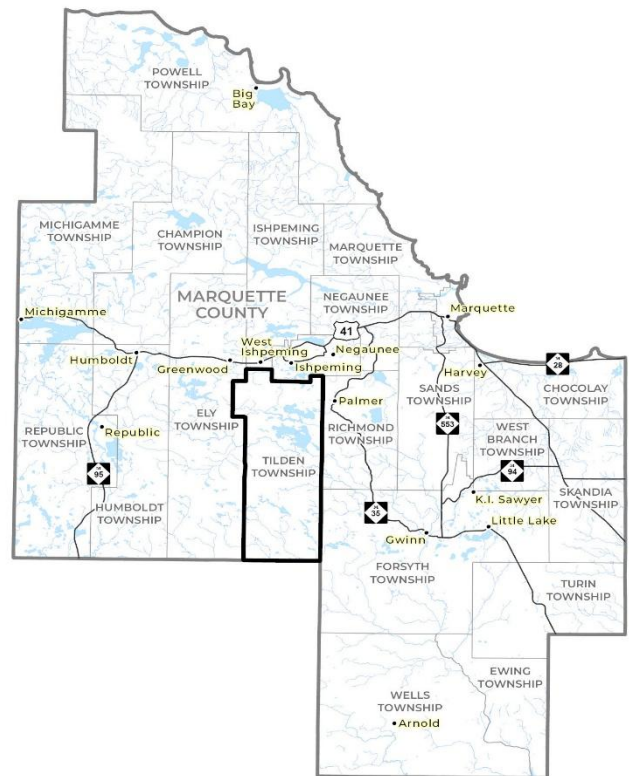 POWELL
TOWNSHIP
Big
Bay
MICHIGAMME
TOWNSHIP
CHAMPION
TOWNSHIP
ISHPEMING
TOWNSHIP
MARQUETTE
TOWNSHIP
MARQUETTE
COUNTY
NEGAUNEE
TOWNSHIP
Michigamme
Marquette
41
West
Ishpeming
Negaunee
Humboldt
Greenwood
Ishpeming
Harvey
28
CHOCOLAY
TOWNSHIP
SANDS
TOWNSHIP
Palmer
ELY
TOWNSHIP
RICHMOND
TOWNSHIP
553
WEST
BRANCH
TOWNSHIP
REPUBLIC
TOWNSHIP
Republic
TILDEN
TOWNSHIP
94
95
K.I. Sawyer
SKANDIA
TOWNSHIP
HUMBOLDT
TOWNSHIP
35
Little Lake
Gwinn
FORSYTH
TOWNSHIP
TURIN
TOWNSHIP
EWING
TOWNSHIP
WELLS
TOWNSHIP
Arnold